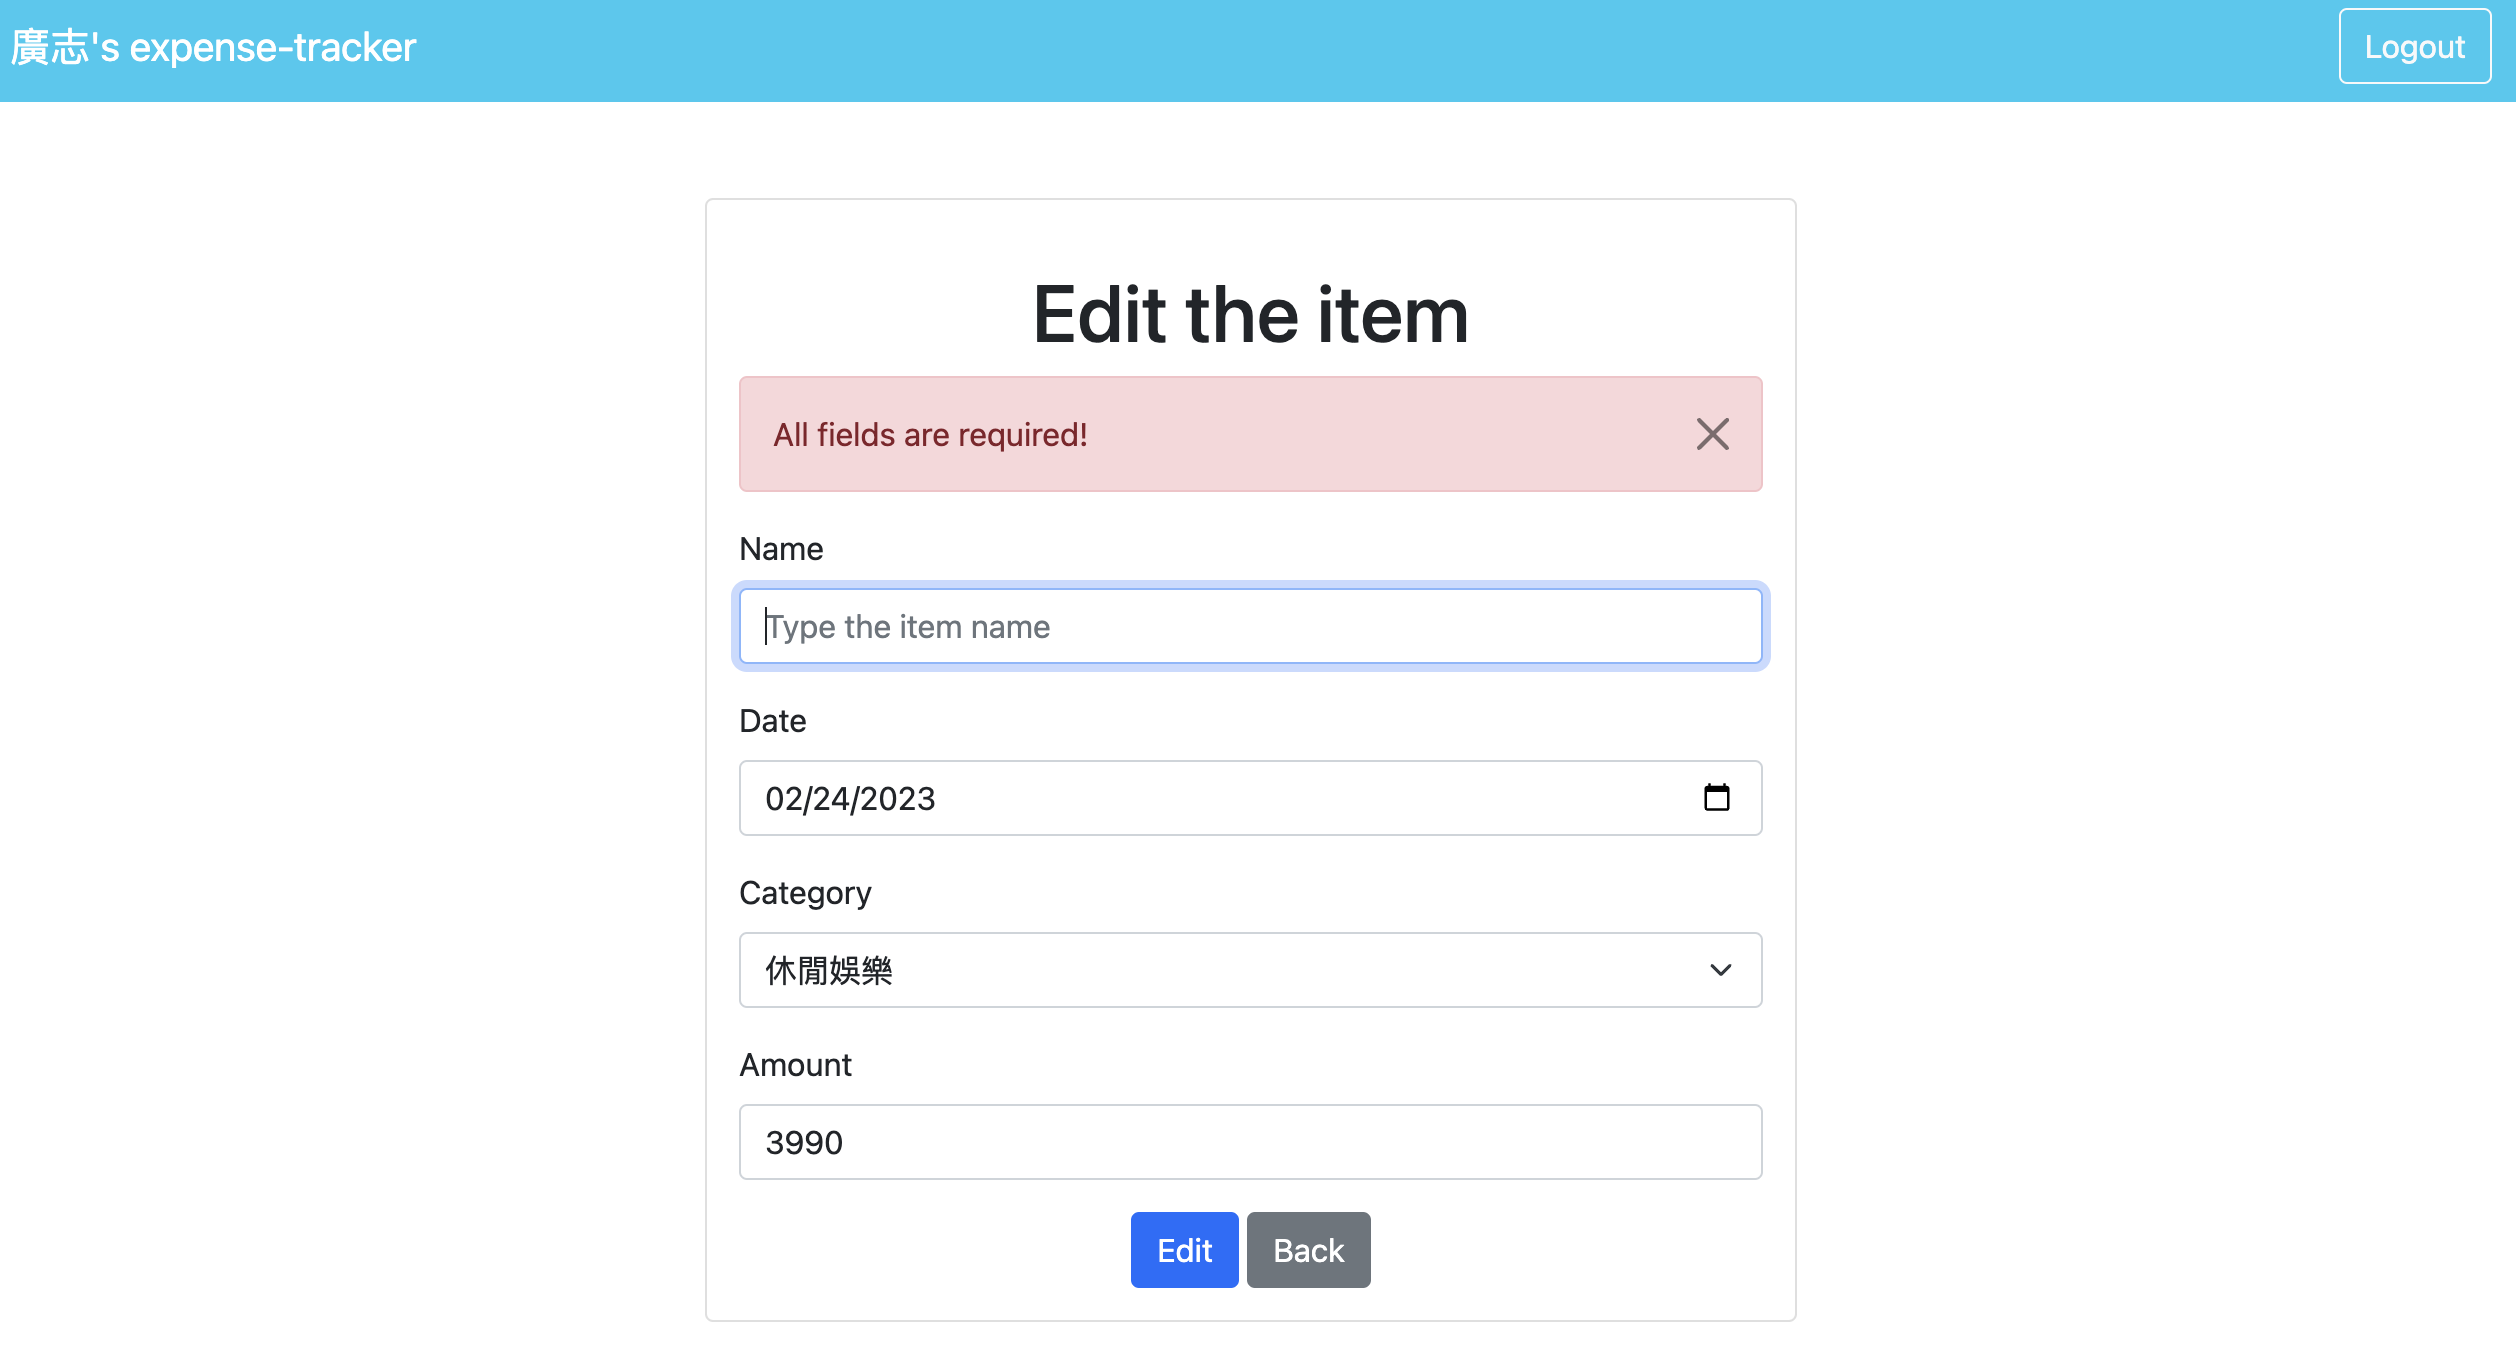 廣志's expense-tracker
Logout
Edit the item
All fields are required!
Name
Type the item name
Date
02/24/2023
Category
休閒娛樂
Amount
3990
Edit
Back